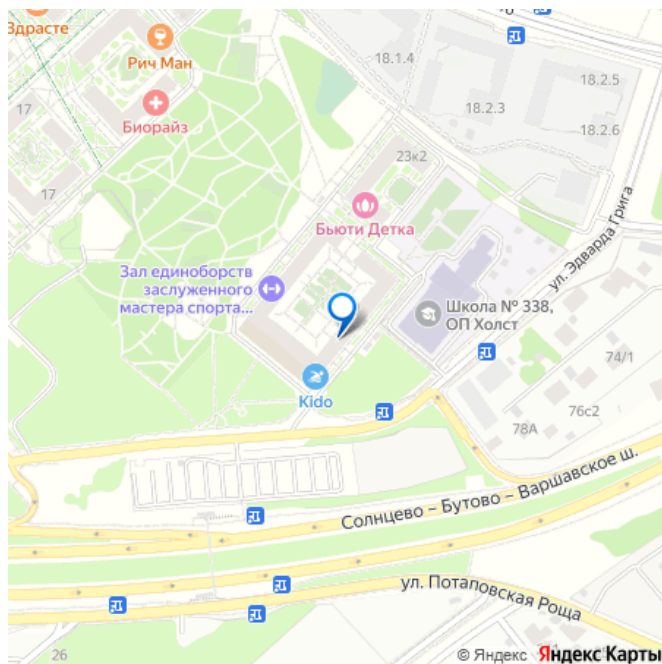 Здрасте
Рич Ман
18.1.4
18.2.5
18.2.3
17
Биорайз
18.2.6
23к2
17
Бьюти Детка
ул. Эдварда Грига
Зал единоборств
заслуженного
мастера спорта...
Школа № 338,
ОП Холст
74/1
Kido
76с2
78А
Солнцево – Бутово – Варшавское ш.
ул. Потаповская Роща
26
© Яндекс Яндекс Карты